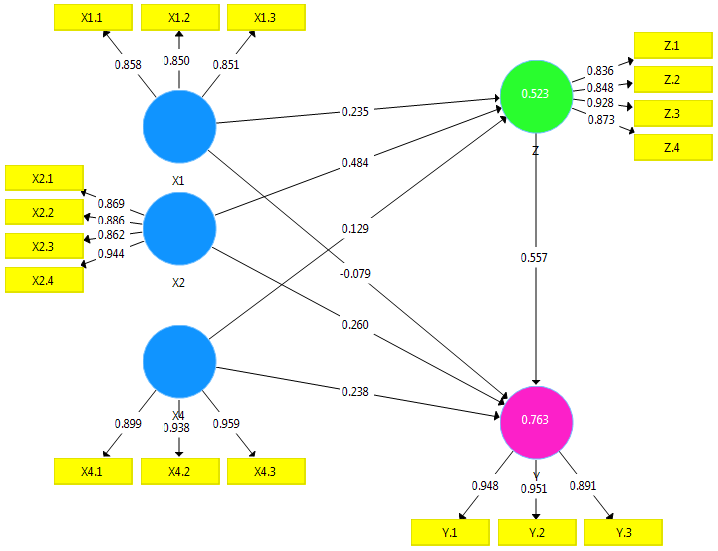 X1.1 X1.2 X1.3
0.858 0.850 0.851
X1
X2.1
X2.2
X2.3
X2.4
0.869
0.886
0.862
0.944
X2
X4
0.899 0.938 0.959
X4.1 X4.2 X4.3
0.235
0.484
0.129
-0.079
0.260
0.238
0.523
Z
0.836
0.848
0.928
0.873
Z.1
Z.2
Z.3
Z.4
0.557
0.763
Y
0.948 0.951 0.891
Y.1 Y.2 Y.3